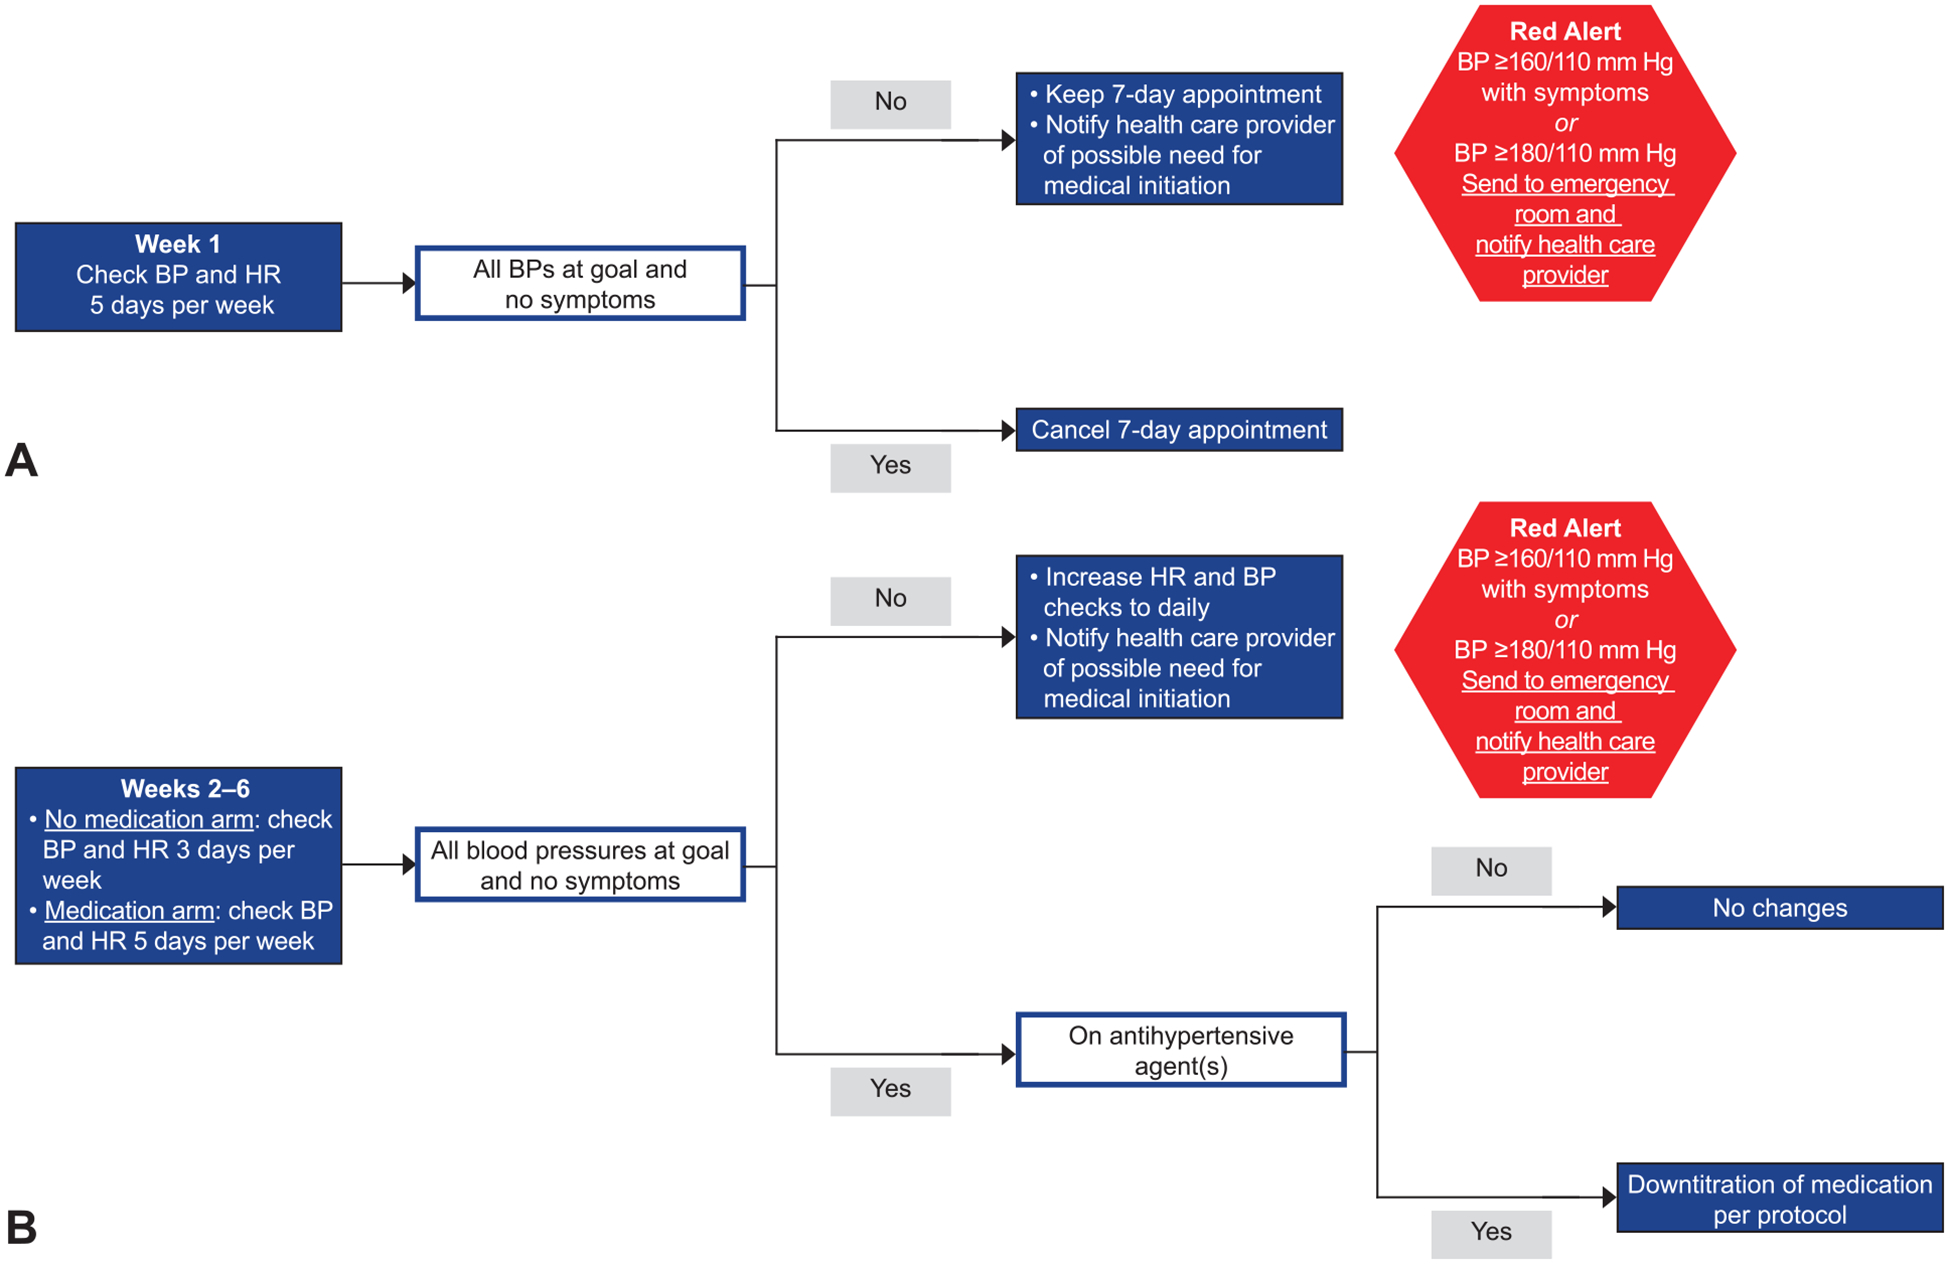 Week 1
Check BP and HR
5 days per week
All BPs at goal and
no symptoms
No
• Keep 7-day appointment
• Notify health care provider
of possible need for
medical initiation
Yes
Cancel 7-day appointment
Red Alert
BP ≥160/110 mm Hg
with symptoms
or
BP ≥180/110 mm Hg
Send to emergency
room and
notify health care
provider
A
Weeks 2–6
• No medication arm: check
BP and HR 3 days per
week
• Medication arm: check BP
and HR 5 days per week
All blood pressures at goal
and no symptoms
No
• Increase HR and BP
checks to daily
• Notify health care provider
of possible need for
medical initiation
Red Alert
BP ≥160/110 mm Hg
with symptoms
or
BP ≥180/110 mm Hg
Send to emergency
room and
notify health care
provider
Yes
On antihypertensive
agent(s)
No
No changes
Yes
Downtitration of medication
per protocol
B